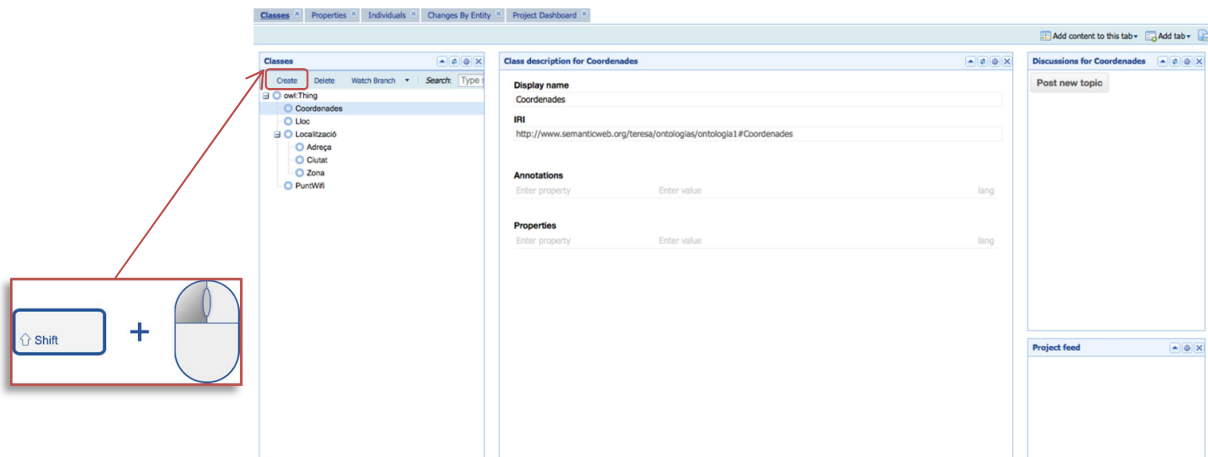 Classes Properties Individuals Changes By Entity Project Dashboard
Add content to this tab Add tab
Classes
Create Delete Watch Branch Search: Type
owl:Thing
Coordenades
Lloc
Localització
Adreça
Ciutat
Zona
PuntWifi
Class description for Coordenades
Display name
Coordenades
IRI
http://www.semanticweb.org/teresa/ontologias/ontologia1#Coordenades
Annotations
Enter property Enter value lang
Properties
Enter property Enter value lang
Discussions for Coordenades
Post new topic
Project feed
Shift +